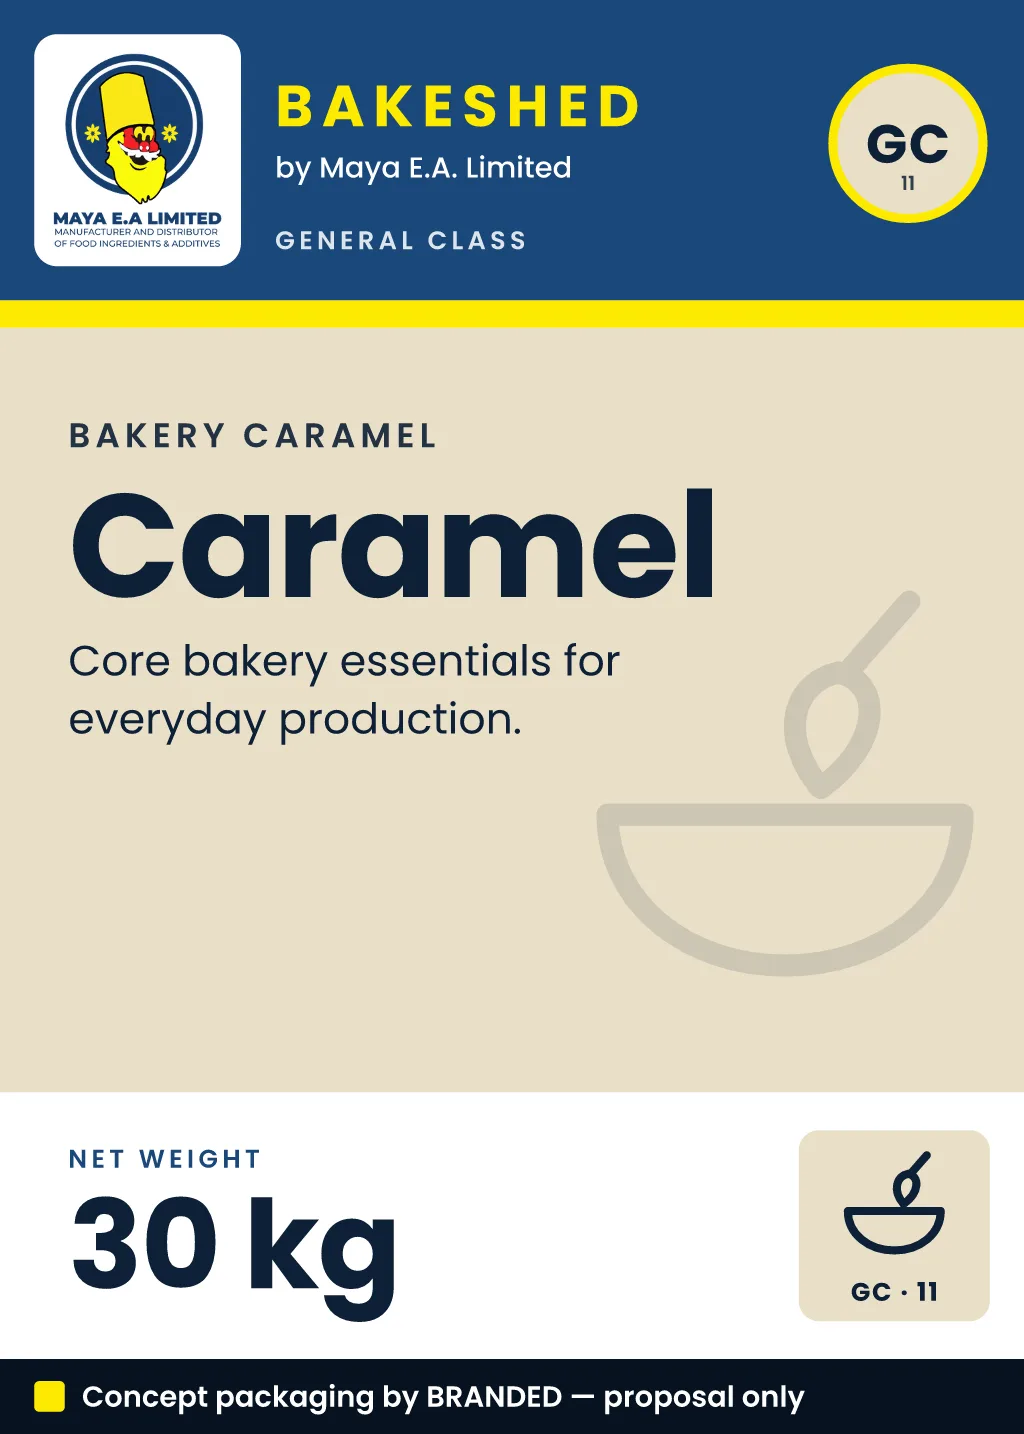 MAYA E.A LIMITED
MANUFACTURER AND DISTRIBUTOR
OF FOOD INGREDIENTS & ADDITIVES
BAKESHED
by Maya E.A. Limited
GENERAL CLASS
GC
11
BAKERY CARAMEL
Caramel
Core bakery essentials for
everyday production.
NET WEIGHT
30 kg
GC · 11
Concept packaging by BRANDED — proposal only